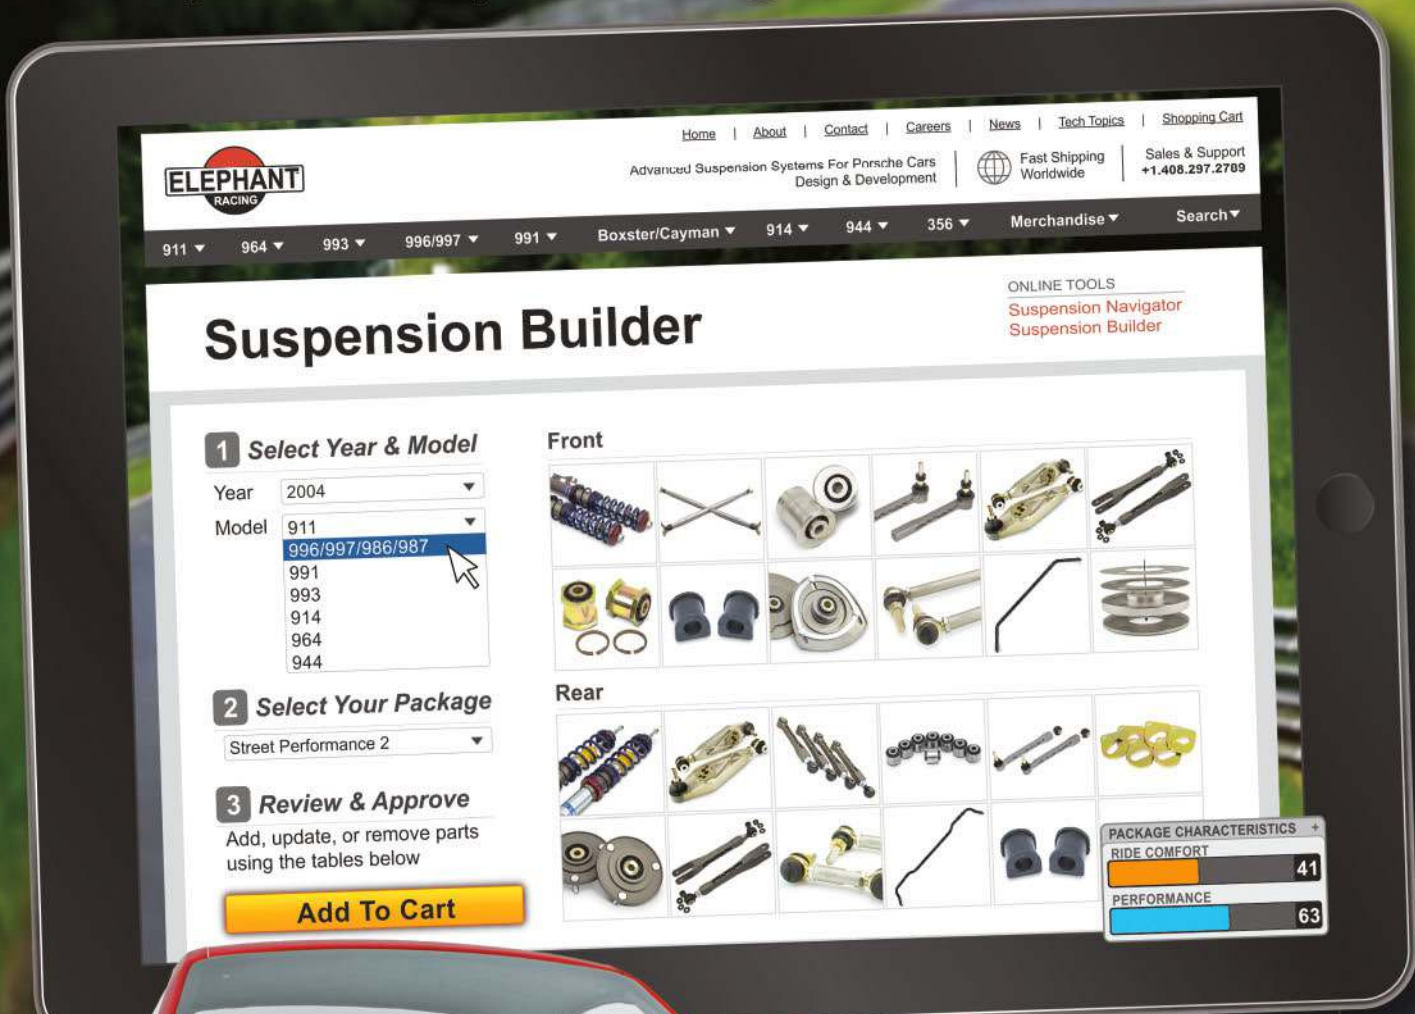 Home | About | Contact | Careers | News | Tech Topics | Shopping Cart
ELEPHANT
RACING
Advanced Suspension Systems For Porsche Cars
Design & Development
Fast Shipping
Worldwide
Sales & Support
+1.408.297.2789
911 964 993 996/997 991 Boxster/Cayman 914 944 356 Merchandise Search
Suspension Builder
ONLINE TOOLS
Suspension Navigator
Suspension Builder
1 Select Year & Model
Year 2004
Model 911
996/997/986/987
991
993
914
964
944
2 Select Your Package
Street Performance 2
3 Review & Approve
Add, update, or remove parts
using the tables below
Add To Cart
Front
Rear
PACKAGE CHARACTERISTICS +
RIDE COMFORT
41
PERFORMANCE
63